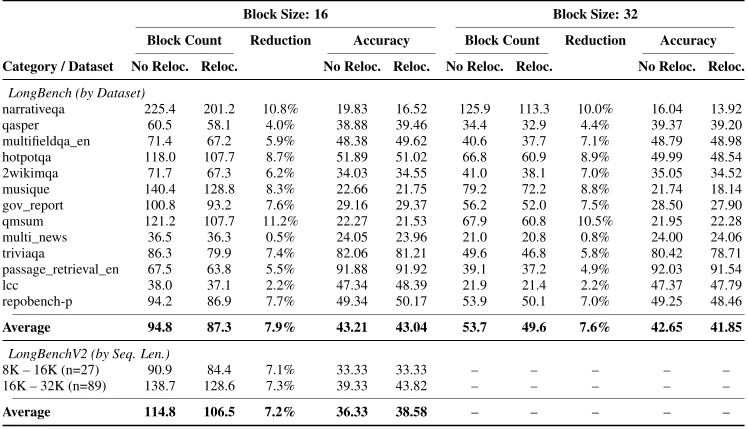 Block Size: 16 Block Size: 32
Block Count Reduction Accuracy Block Count Reduction Accuracy
Category / Dataset No Reloc. Reloc. No Reloc. Reloc. No Reloc. Reloc. No Reloc. Reloc.
LongBench (by Dataset)
narrativeqa 225.4 201.2 10.8% 19.83 16.52 125.9 113.3 10.0% 16.04 13.92
qasper 60.5 58.1 4.0% 38.88 39.46 34.4 32.9 4.4% 39.37 39.20
multifieldqa_en 71.4 67.2 5.9% 48.38 49.62 40.6 37.7 7.1% 48.79 48.98
hotpotqa 118.0 107.7 8.7% 51.89 51.02 66.8 60.9 8.9% 49.99 48.54
2wikimqa 71.7 67.3 6.2% 34.03 34.55 41.0 38.1 7.0% 35.05 34.52
musique 140.4 128.8 8.3% 22.66 21.75 79.2 72.2 8.8% 21.74 18.14
gov_report 100.8 93.2 7.6% 29.16 29.37 56.2 52.0 7.5% 28.50 27.90
qmsum 121.2 107.7 11.2% 22.27 21.53 67.9 60.8 10.5% 21.95 22.28
multi_news 36.5 36.3 0.5% 24.05 23.96 21.0 20.8 0.8% 24.00 24.06
triviaqa 86.3 79.9 7.4% 82.06 81.21 49.6 46.8 5.8% 80.42 78.71
passage_retrieval_en 67.5 63.8 5.5% 91.88 91.92 39.1 37.2 4.9% 92.03 91.54
lcc 38.0 37.1 2.2% 47.34 48.39 21.9 21.4 2.2% 47.37 47.79
repobench-p 94.2 86.9 7.7% 49.34 50.17 53.9 50.1 7.0% 49.25 48.46
Average 94.8 87.3 7.9% 43.21 43.04 53.7 49.6 7.6% 42.65 41.85
LongBenchV2 (by Seq. Len.)
8K – 16K (n=27) 90.9 84.4 7.1% 33.33 33.33 – – – – –
16K – 32K (n=89) 138.7 128.6 7.3% 39.33 43.82 – – – – –
Average 114.8 106.5 7.2% 36.33 38.58 – – – – –